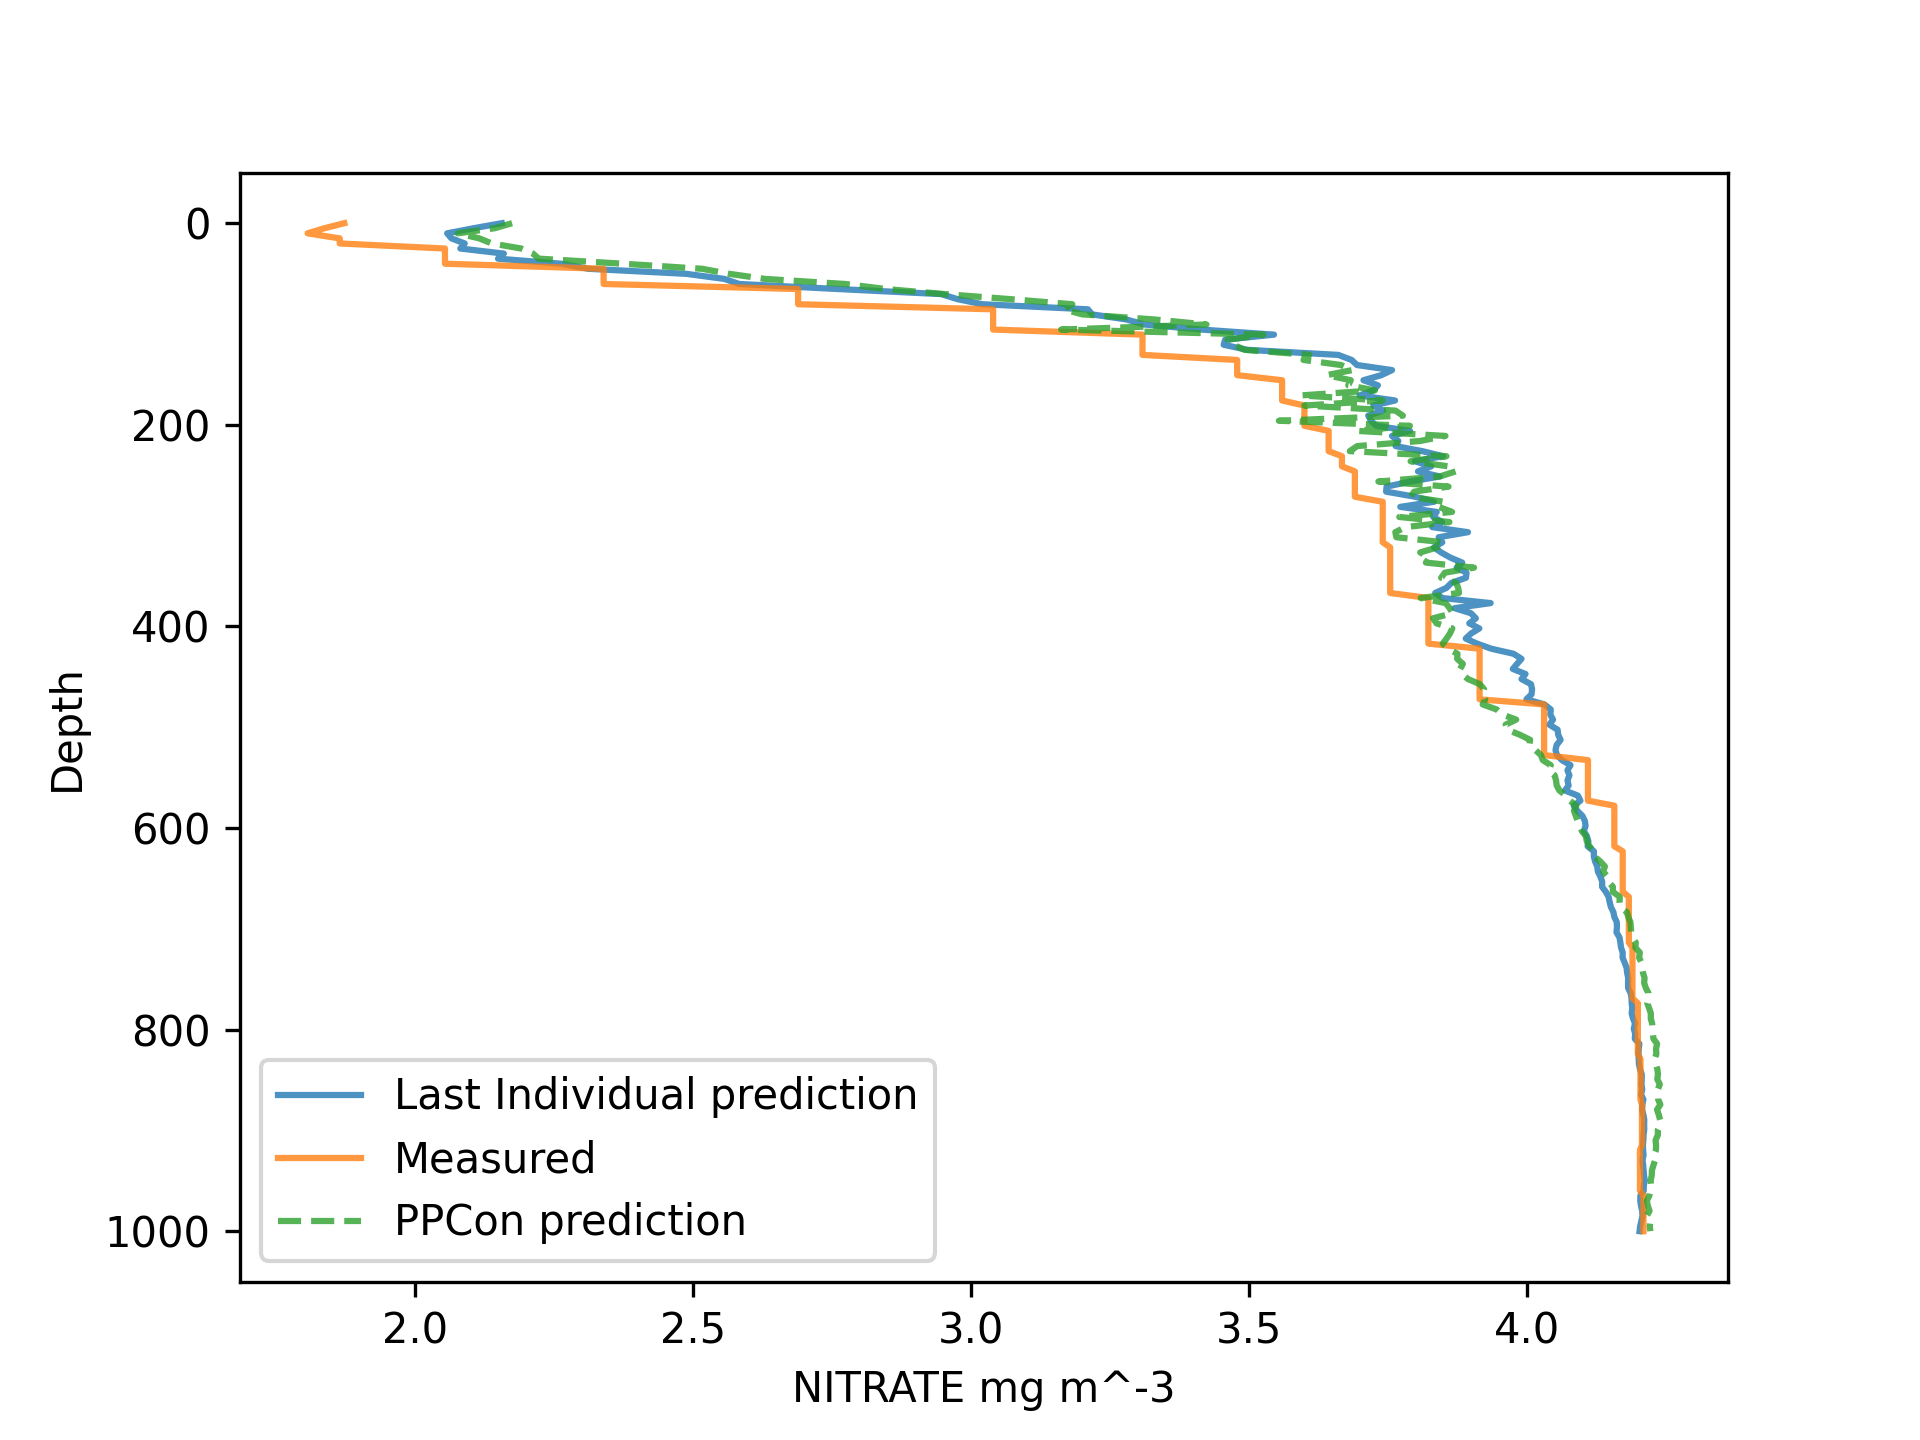 0
200
400
600
800
1000
Depth
2.0 2.5 3.0 3.5 4.0
NITRATE mg m^-3
Last Individual prediction
Measured
PPCon prediction